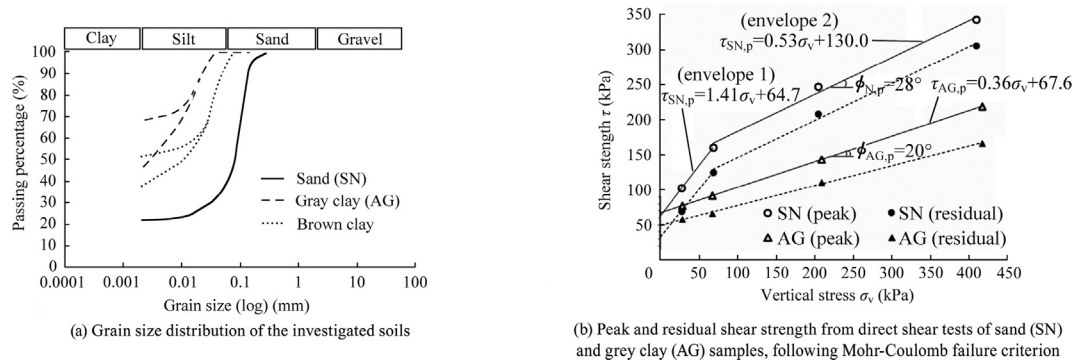 (a)
Clay Silt Sand Gravel
100
90
80
70
60
50
40
30
20
10
0
Passing percentage (%)
Sand (SN)
Gray clay (AG)
Brown clay
0.0001 0.001 0.01 0.1 1 10 100
Grain size (log) (mm)
(a) Grain size distribution of the investigated soils
(b)
350
300
250
200
150
100
50
0 50 100 150 200 250 300 350 400 450
Shear stength τ (kPa)
(envelope 2)
τSN,p=0.53σv+130.0
(envelope 1)
τSN,p=1.41σv+64.7
ϕN,p=28°
τAG,p=0.36σv+67.6
ϕAG,p=20°
SN (peak) SN (residual)
AG (peak) AG (residual)
Vertical stress σv (kPa)
(b) Peak and residual shear strength from direct shear tests of sand (SN)
and grey clay (AG) samples, following Mohr-Coulomb failure criterion